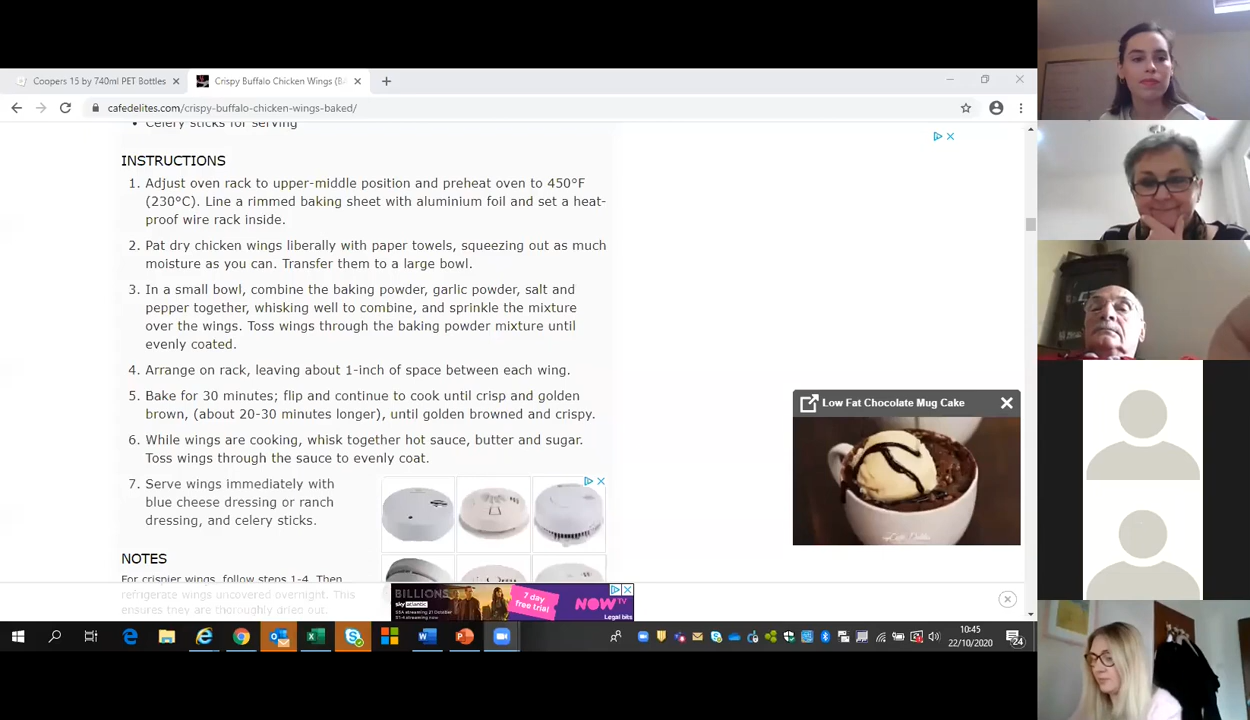 Coopers 15 by 740ml PET Bottles
Crispy Buffalo Chicken Wings (B
cafedelites.com/crispy-buffalo-chicken-wings-baked/
• Celery sticks for serving
INSTRUCTIONS
1. Adjust oven rack to upper-middle position and preheat oven to 450°F
(230°C). Line a rimmed baking sheet with aluminium foil and set a heat-
proof wire rack inside.
2. Pat dry chicken wings liberally with paper towels, squeezing out as much
moisture as you can. Transfer them to a large bowl.
3. In a small bowl, combine the baking powder, garlic powder, salt and
pepper together, whisking well to combine, and sprinkle the mixture
over the wings. Toss wings through the baking powder mixture until
evenly coated.
4. Arrange on rack, leaving about 1-inch of space between each wing.
5. Bake for 30 minutes; flip and continue to cook until crisp and golden
brown, (about 20-30 minutes longer), until golden browned and crispy.
6. While wings are cooking, whisk together hot sauce, butter and sugar.
Toss wings through the sauce to evenly coat.
7. Serve wings immediately with
blue cheese dressing or ranch
dressing, and celery sticks.
NOTES
For crispier wings, follow steps 1-4. Then
refrigerate wings uncovered overnight. This
ensures they are thoroughly dried out.
Low Fat Chocolate Mug Cake
BILLIONS
sky atlantic
7 day
free trial
NOW TV
Legal bits
10:45
22/10/2020
24